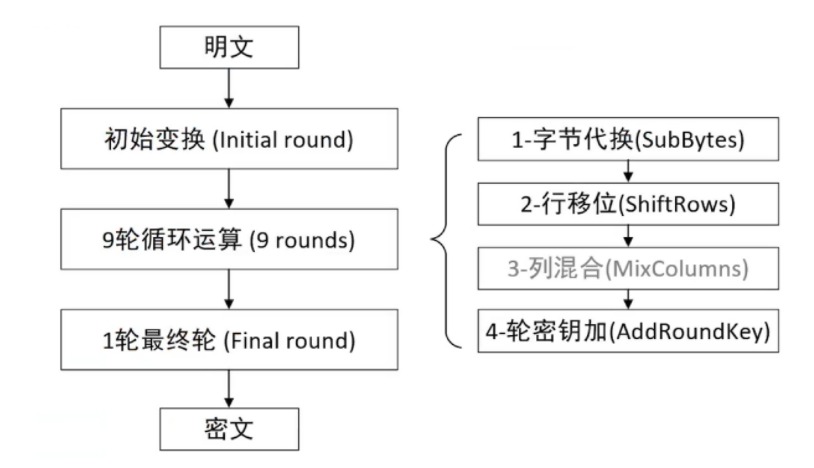 明文
初始变换 (Initial round)
9轮循环运算 (9 rounds)
1轮最终轮 (Final round)
密文
1-字节代换(SubBytes)
2-行移位(ShiftRows)
3-列混合(MixColumns)
4-轮密钥加(AddRoundKey)